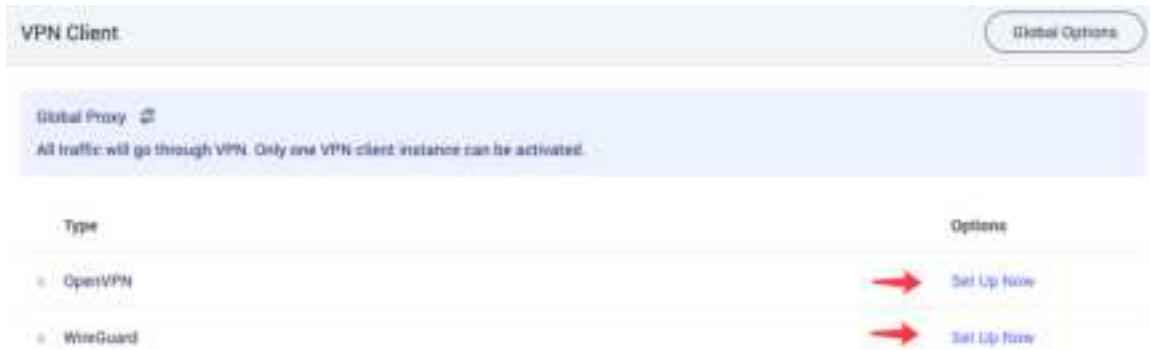 VPN Client
Global Options
Global Proxy
All traffic will go through VPN. Only one VPN client instance can be activated.
Type Options
OpenVPN Set Up Now
WireGuard Set Up Now